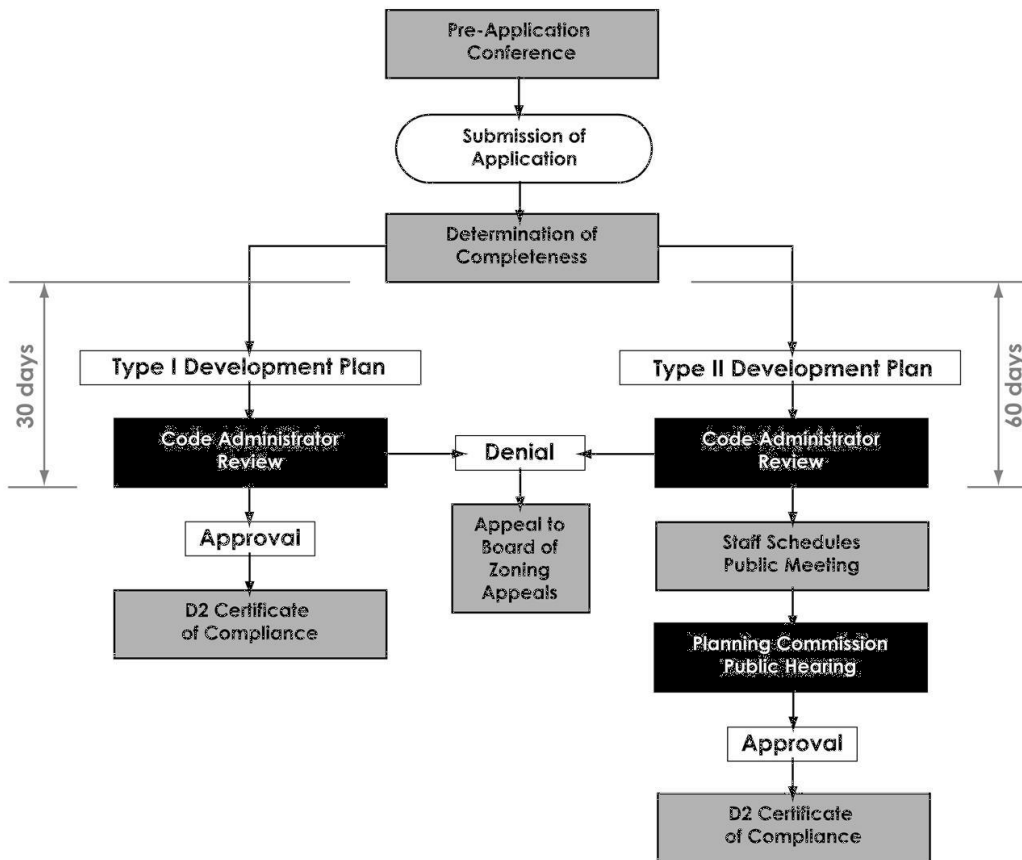 Pre-Application
Conference
Submission of
Application
Determination of
Completeness
30 days
60 days
Type I Development Plan
Type II Development Plan
Code Administrator
Review
Denial
Code Administrator
Review
Approval
Appeal to
Board of
Zoning
Appeals
Staff Schedules
Public Meeting
D2 Certificate
of Compliance
Planning Commission
Public Hearing
Approval
D2 Certificate
of Compliance